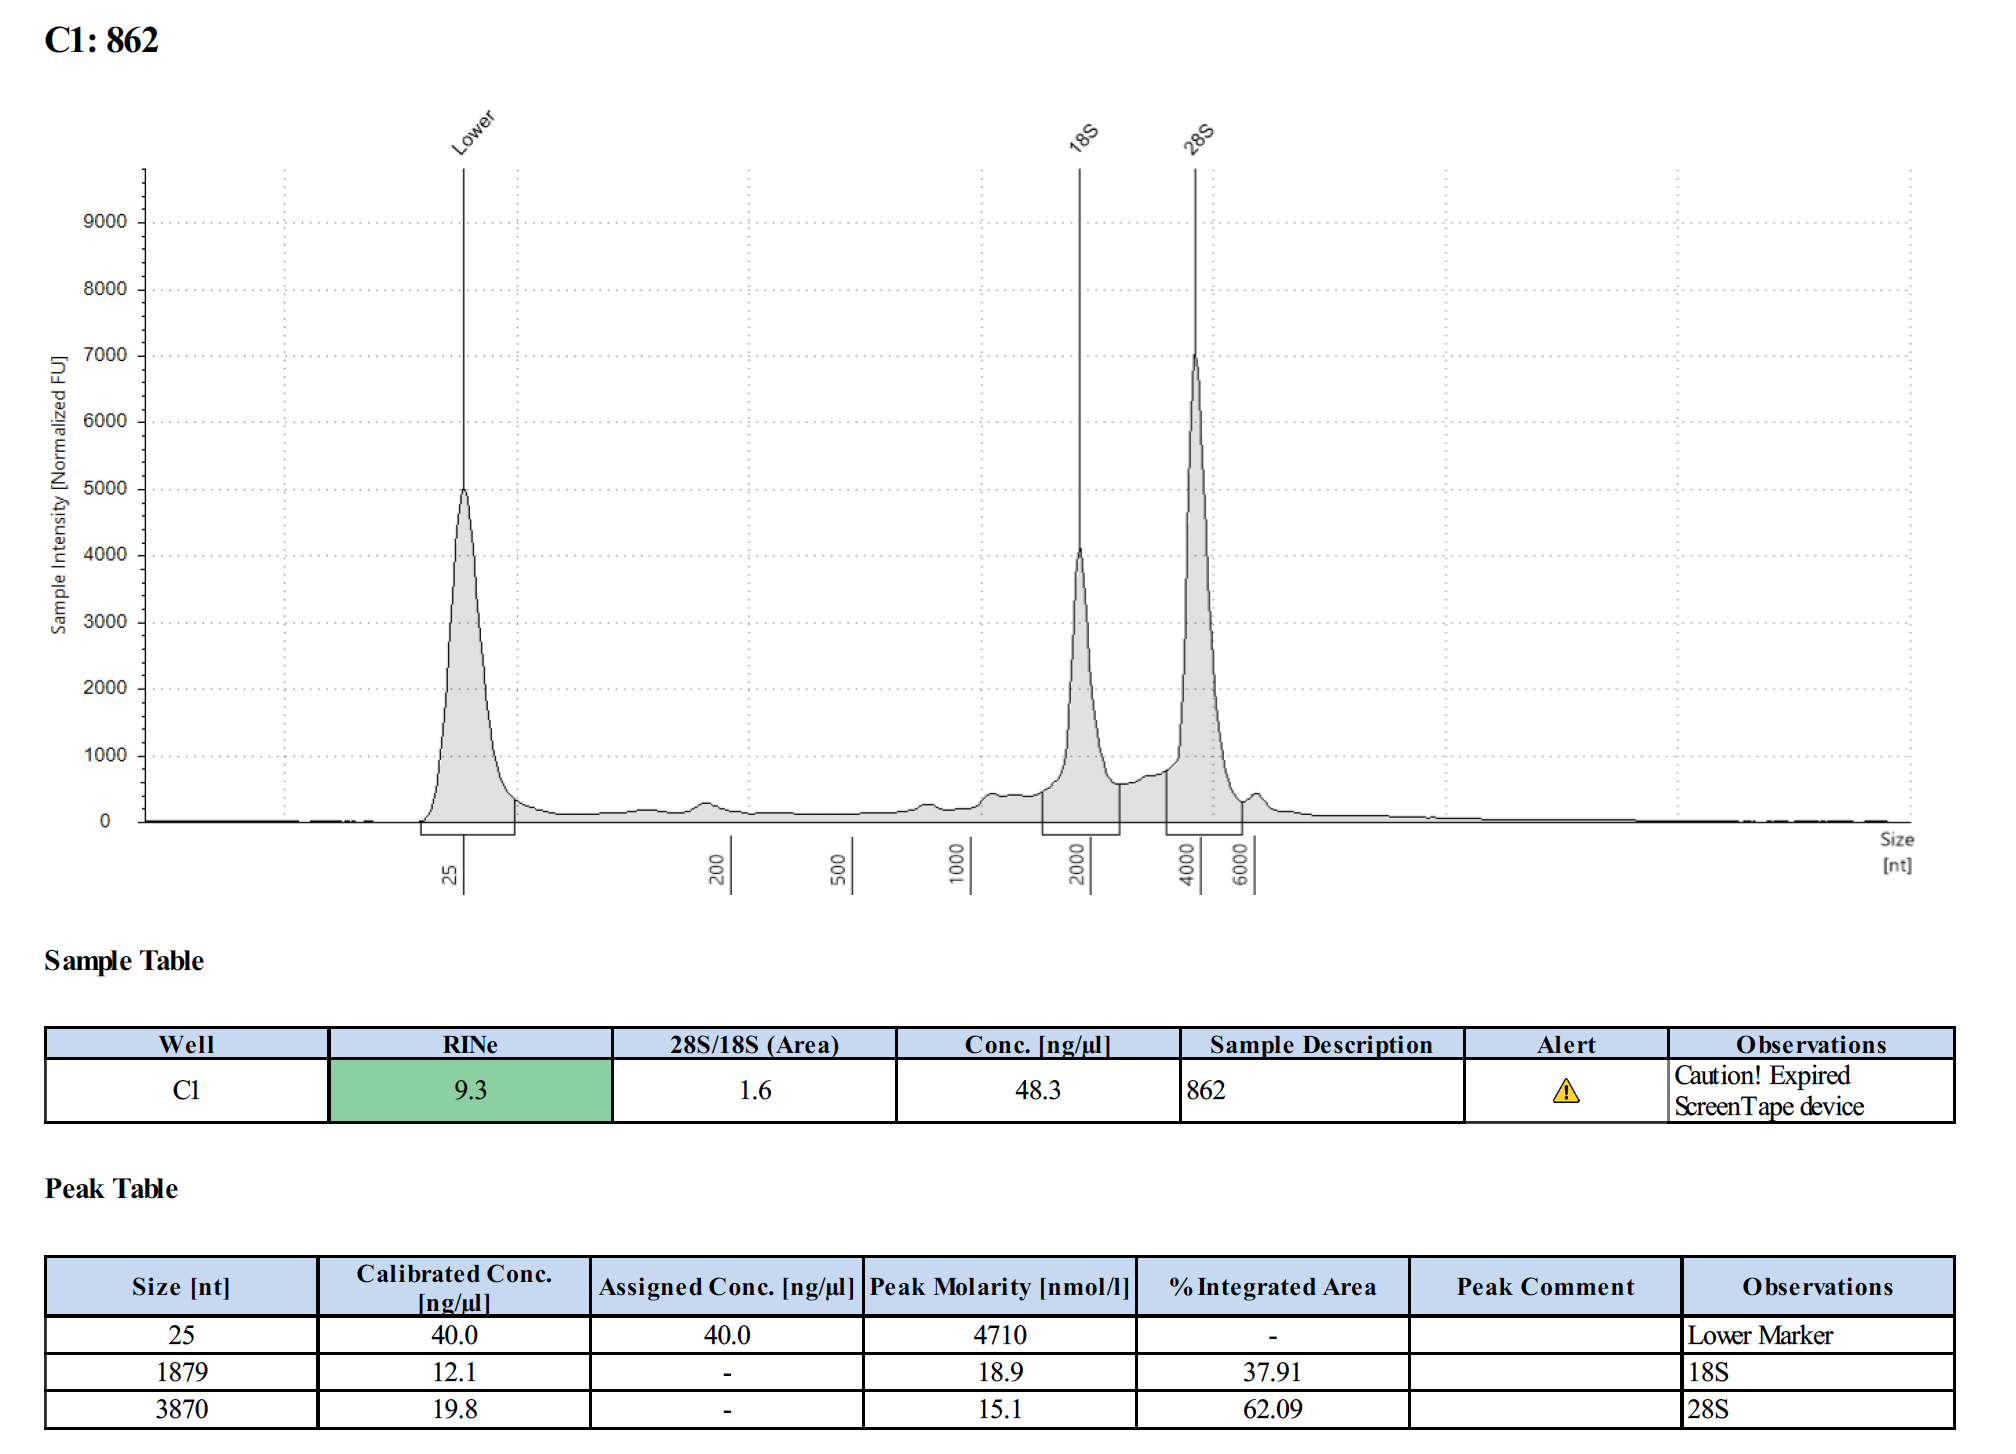 C1: 862
Lower
18S
28S
9000
8000
7000
6000
5000
4000
3000
2000
1000
0
Sample Intensity [Normalized FU]
25
200
500
1000
2000
4000
6000
Size
[nt]
Sample Table
Well RINe 28S/18S (Area) Conc. [ng/µl] Sample Description Alert Observations
C1 9.3 1.6 48.3 862 Caution! Expired
ScreenTape device
Peak Table
Size [nt] Calibrated Conc. [ng/µl] Assigned Conc. [ng/µl] Peak Molarity [nmol/l] % Integrated Area Peak Comment Observations
25 40.0 40.0 4710 - Lower Marker
1879 12.1 - 18.9 37.91 18S
3870 19.8 - 15.1 62.09 28S